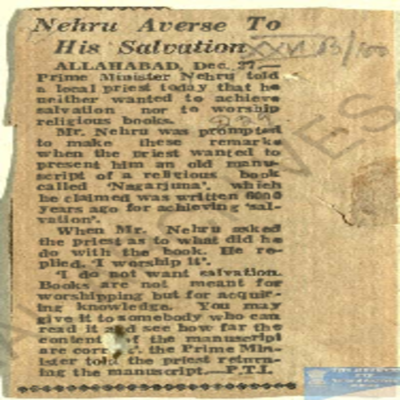 Nehru Averse To
His Salvation
XXVI 83/100
ALLAHABAD, Dec. 27.—
Prime Minister Nehru told
a local priest today that he
neither wanted to achieve
salvation nor to worship
religious books.
Mr. Nehru was prompted
to make these remarks
when the priest wanted to
present him an old manu-
script of a religious book
called 'Nagarjuna', which
he claimed was written 6000
years ago for achieving 'sal-
vation'.
When Mr. Nehru asked
the priest as to what did he
do with the book. He re-
plied, 'I worship it'.
'I do not want salvation.
Books are not meant for
worshipping but for acquir-
ing knowledge. You may
give it to somebody who can
read it and see how far the
content of the manuscript
are correct', the Prime Min-
ister told the priest return-
ing the manuscript.—P.T.I.